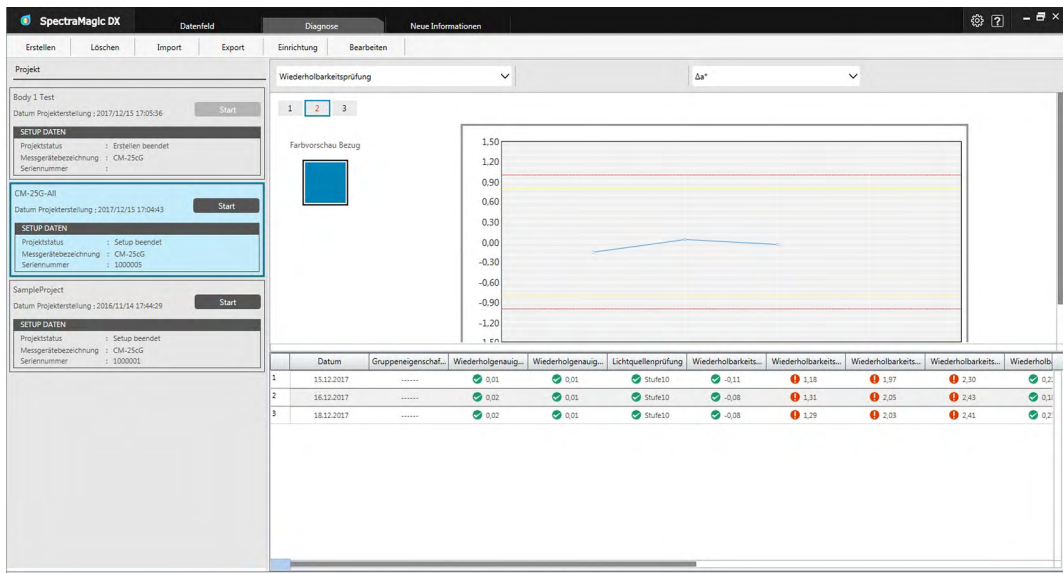 SpectraMagic DX
Datenfeld
Diagnose
Neue Informationen
Erstellen
Löschen
Import
Export
Einrichtung
Bearbeiten
Projekt
Body 1 Test
Datum Projekterstellung : 2017/12/15 17:05:36
Start
SETUP DATEN
Projektstatus : Erstellen beendet
Messgerätebezeichnung : CM-25cG
Seriennummer :
CM-25G-All
Datum Projekterstellung : 2017/12/15 17:04:43
Start
SETUP DATEN
Projektstatus : Setup beendet
Messgerätebezeichnung : CM-25cG
Seriennummer : 1000005
SampleProject
Datum Projekterstellung : 2016/11/14 17:44:29
Start
SETUP DATEN
Projektstatus : Setup beendet
Messgerätebezeichnung : CM-25cG
Seriennummer : 1000001
Wiederholbarkeitsprüfung
Δa*
1 2 3
Farbvorschau Bezug
1,50
1,20
0,90
0,60
0,30
0,00
-0,30
-0,60
-0,90
-1,20
Datum Gruppeneigenschaf... Wiederholgenauig... Wiederholgenauig... Lichtquellenprüfung Wiederholbarkeits... Wiederholbarkeits... Wiederholbarkeits... Wiederholbarkeits... Wiederholb
1 15.12.2017 ------ 0,01 0,01 Stufe10 -0,11 1,18 1,97 2,30
2 16.12.2017 ------ 0,02 0,01 Stufe10 -0,08 1,31 2,05 2,43
3 18.12.2017 ------ 0,02 0,01 Stufe10 -0,08 1,29 2,03 2,41